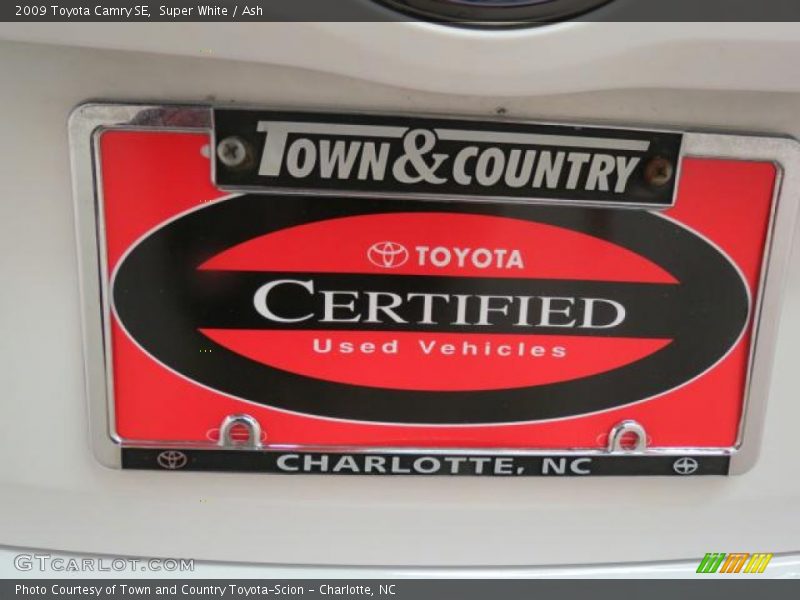 2009 Toyota Camry SE,  Super White / Ash
TOWN & COUNTRY
TOYOTA
CERTIFIED
Used Vehicles
CHARLOTTE, NC
GTCARLOT.COM
Photo Courtesy of Town and Country Toyota-Scion - Charlotte, NC